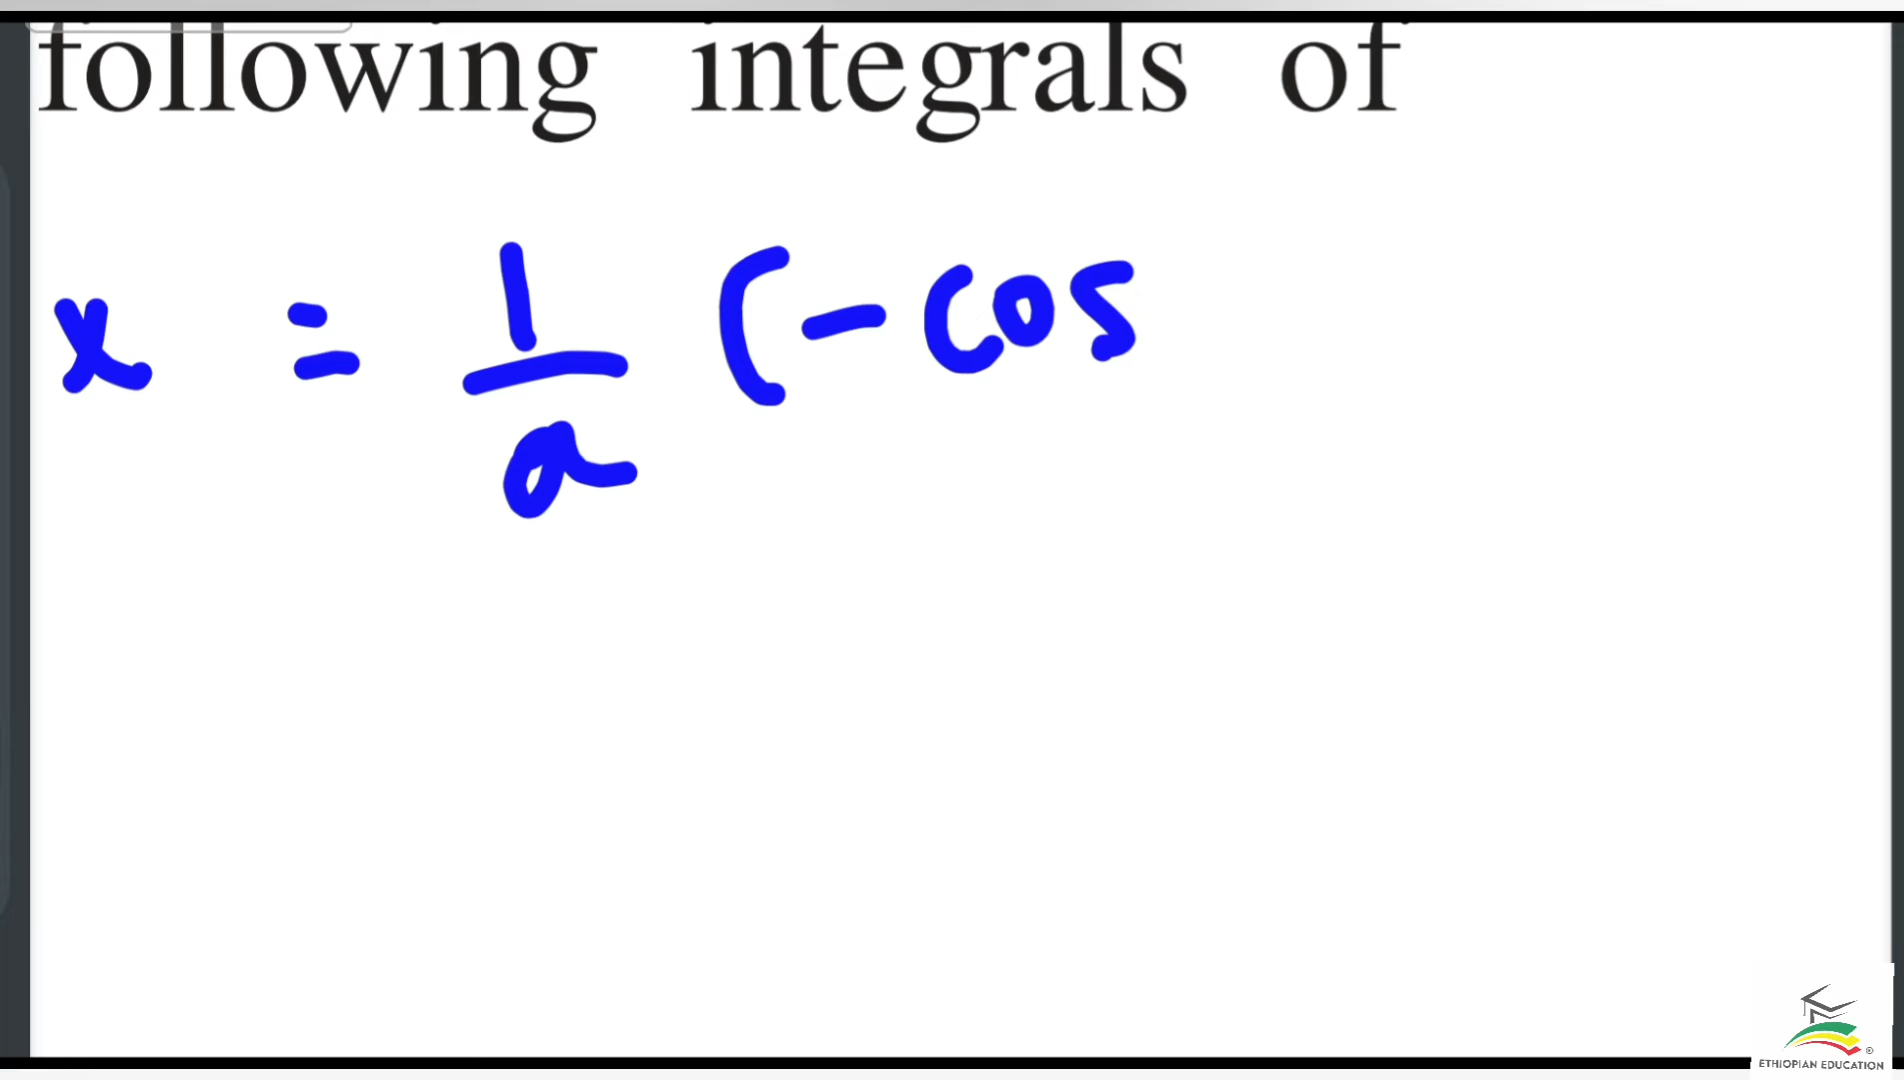 following integrals of
x = 1/a (- cos
ETHIOPIAN EDUCATION